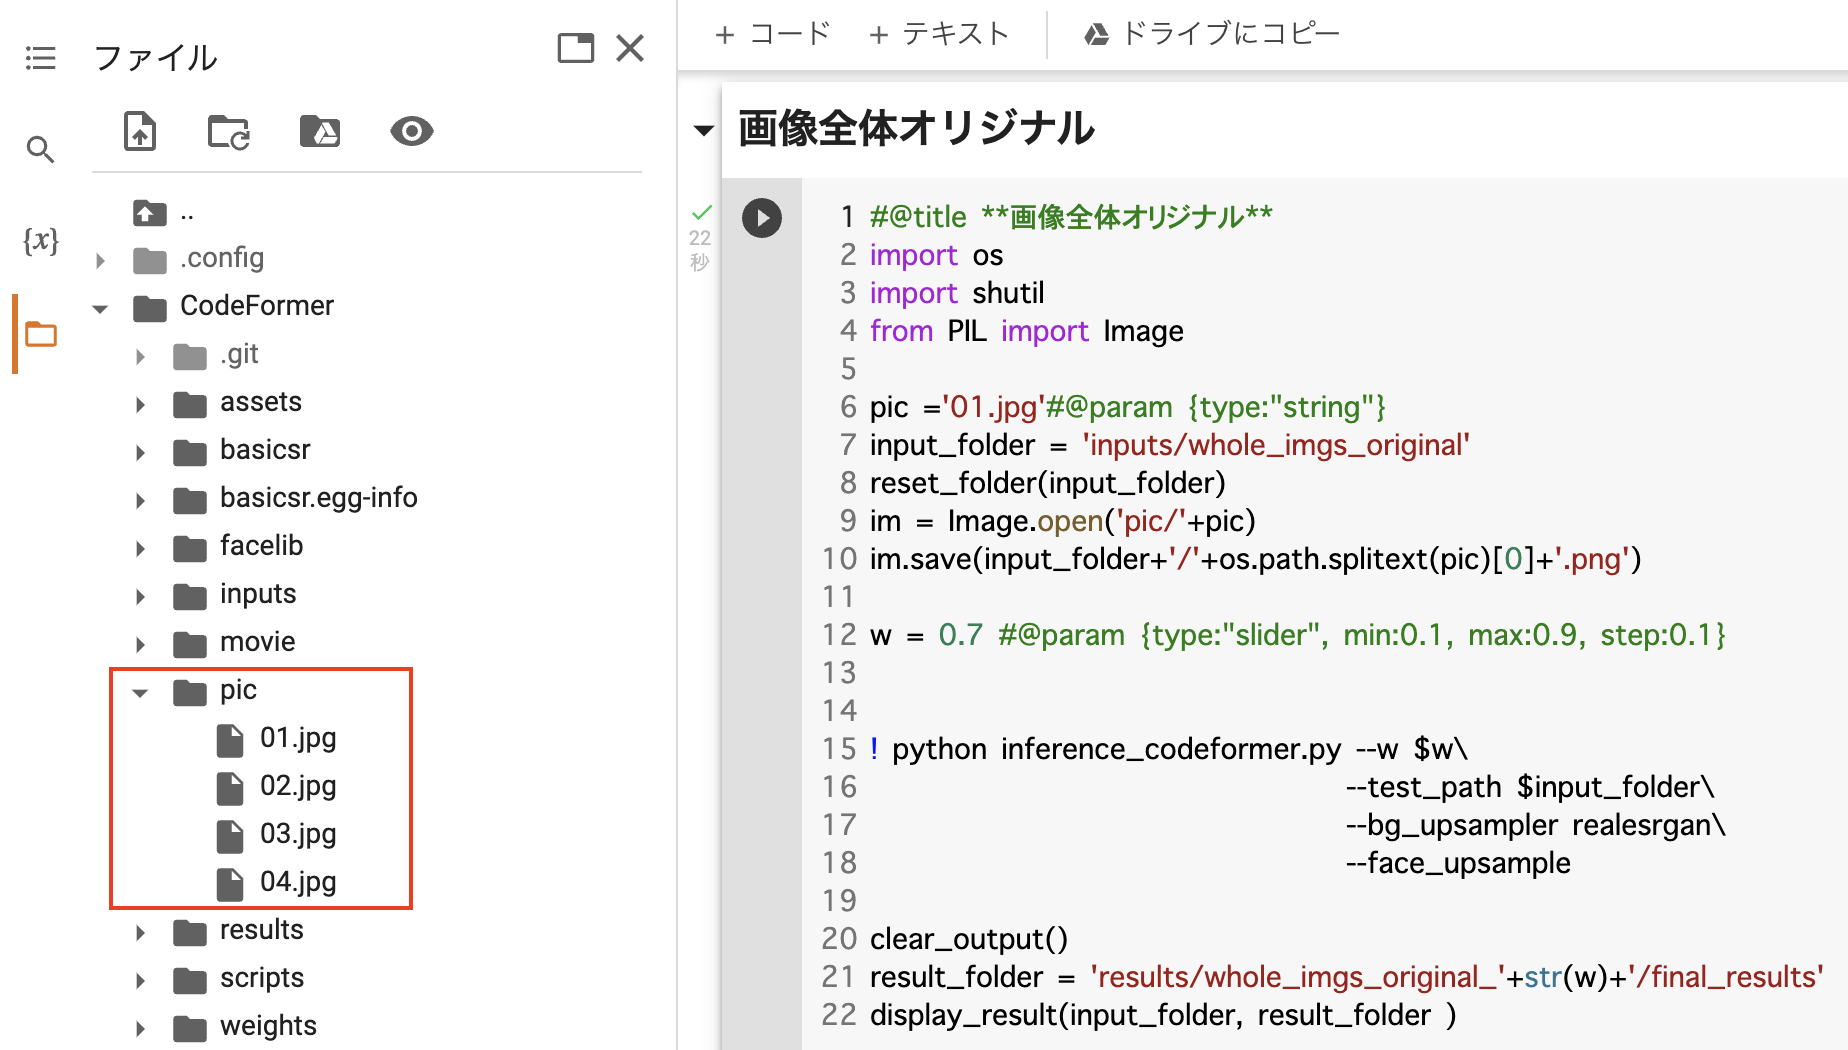 ファイル
{x}
..
.config
CodeFormer
.git
assets
basicsr
basicsr.egg-info
facelib
inputs
movie
pic
01.jpg
02.jpg
03.jpg
04.jpg
results
scripts
weights
+ コード + テキスト ドライブにコピー
画像全体オリジナル
22
秒
1 #@title **画像全体オリジナル**
2 import os
3 import shutil
4 from PIL import Image
5
6 pic ='01.jpg'#@param {type:"string"}
7 input_folder = 'inputs/whole_imgs_original'
8 reset_folder(input_folder)
9 im = Image.open('pic/'+pic)
10 im.save(input_folder+'/'+os.path.splitext(pic)[0]+'.png')
11
12 w = 0.7 #@param {type:"slider", min:0.1, max:0.9, step:0.1}
13
14
15 ! python inference_codeformer.py --w $w\
16 --test_path $input_folder\
17 --bg_upsampler realesrgan\
18 --face_upsample
19
20 clear_output()
21 result_folder = 'results/whole_imgs_original_'+str(w)+'/final_results'
22 display_result(input_folder, result_folder )